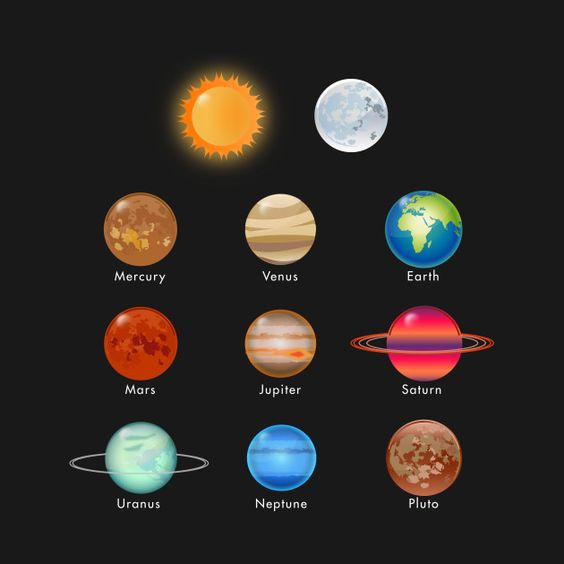 Mercury
Venus
Earth
Mars
Jupiter
Saturn
Uranus
Neptune
Pluto